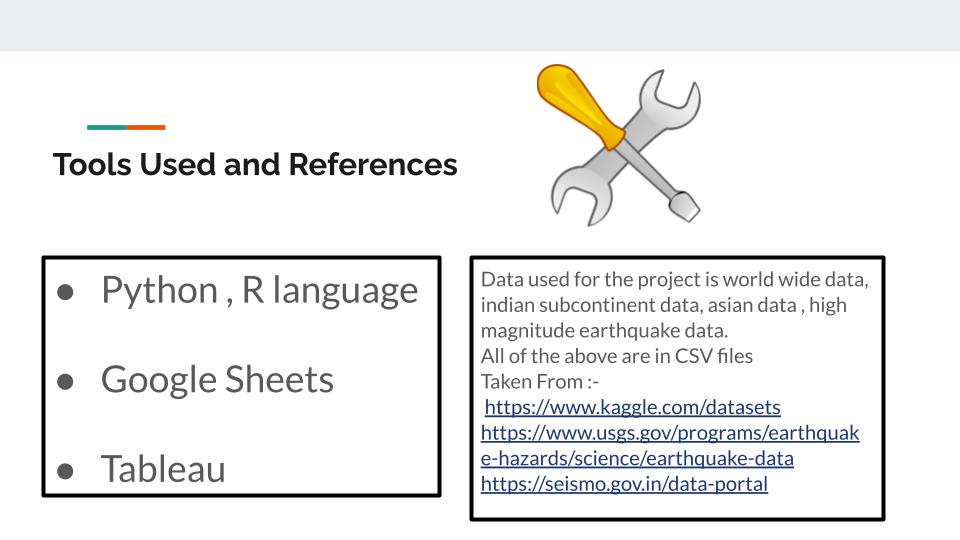 Tools Used and References
● Python , R language
● Google Sheets
● Tableau
Data used for the project is world wide data,
indian subcontinent data, asian data , high
magnitude earthquake data.
All of the above are in CSV files
Taken From :-
https://www.kaggle.com/datasets
https://www.usgs.gov/programs/earthquak
e-hazards/science/earthquake-data
https://seismo.gov.in/data-portal